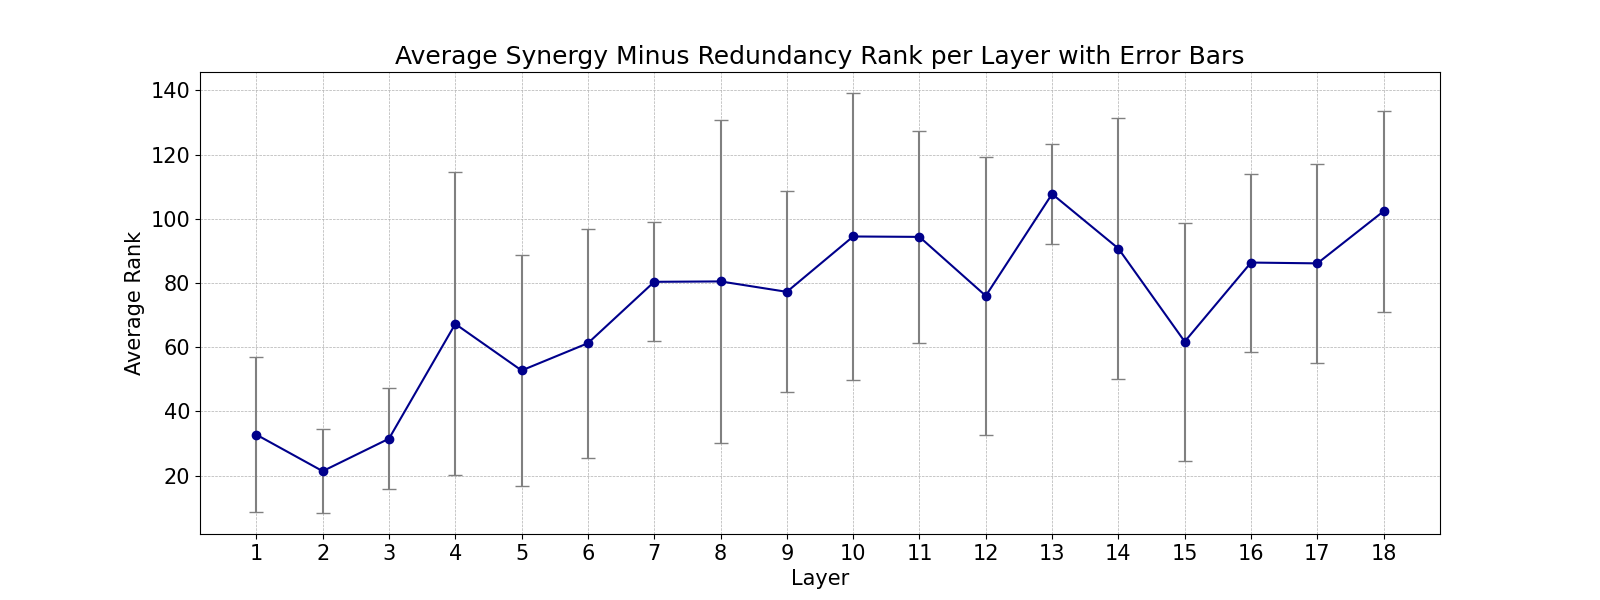 Average Synergy Minus Redundancy Rank per Layer with Error Bars
140
120
100
80
60
40
20
Average Rank
1 2 3 4 5 6 7 8 9 10 11 12 13 14 15 16 17 18
Layer